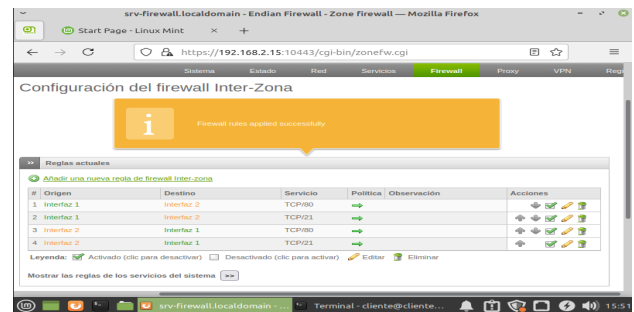 srv-firewall.localdomain - Endian Firewall - Zone firewall — Mozilla Firefox
Start Page - Linux Mint × +
https://192.168.2.15:10443/cgi-bin/zonefw.cgi
Sistema Estado Red Servicios Firewall Proxy VPN Regi
Configuración del firewall Inter-Zona
Firewall rules applied successfully
>> Reglas actuales
Añadir una nueva regla de firewall Inter-zona
# Origen Destino Servicio Política Observación Acciones
1 Interfaz 1 Interfaz 2 TCP/80
2 Interfaz 1 Interfaz 2 TCP/21
3 Interfaz 2 Interfaz 1 TCP/80
4 Interfaz 2 Interfaz 1 TCP/21
Leyenda: Activado (clic para desactivar) Desactivado (clic para activar) Editar Eliminar
Mostrar las reglas de los servicios del sistema >>
srv-firewall.localdomain - ... Terminal - cliente@cliente... 15:51